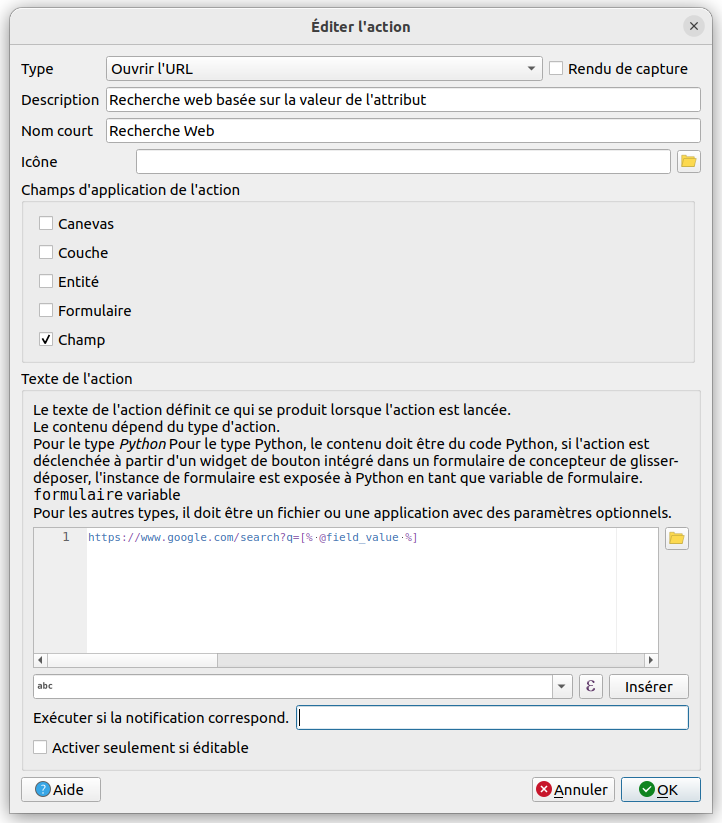 Éditer l'action
Type
Ouvrir l'URL
Rendu de capture
Description
Recherche web basée sur la valeur de l'attribut
Nom court
Recherche Web
Icône
Champs d'application de l'action
Canevas
Couche
Entité
Formulaire
Champ
Texte de l'action
Le texte de l'action définit ce qui se produit lorsque l'action est lancée.
Le contenu dépend du type d'action.
Pour le type Python Pour le type Python, le contenu doit être du code Python, si l'action est
déclenchée à partir d'un widget de bouton intégré dans un formulaire de concepteur de glisser-
déposer, l'instance de formulaire est exposée à Python en tant que variable de formulaire.
formulaire variable
Pour les autres types, il doit être un fichier ou une application avec des paramètres optionnels.
1 https://www.google.com/search?q=[%·@field_value·%]
abc
ε
Insérer
Exécuter si la notification correspond.
Activer seulement si éditable
Aide
Annuler
OK